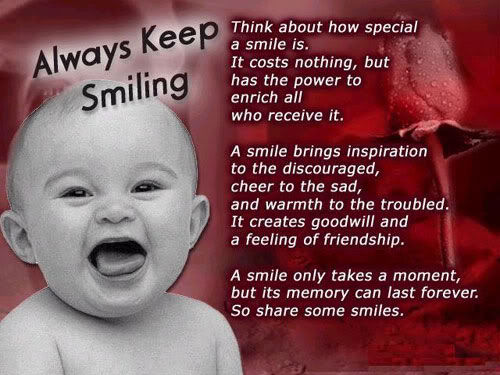 Always Keep
Smiling
Think about how special
a smile is.
It costs nothing, but
has the power to
enrich all
who receive it.
A smile brings inspiration
to the discouraged,
cheer to the sad,
and warmth to the troubled.
It creates goodwill and
a feeling of friendship.
A smile only takes a moment,
but its memory can last forever.
So share some smiles.